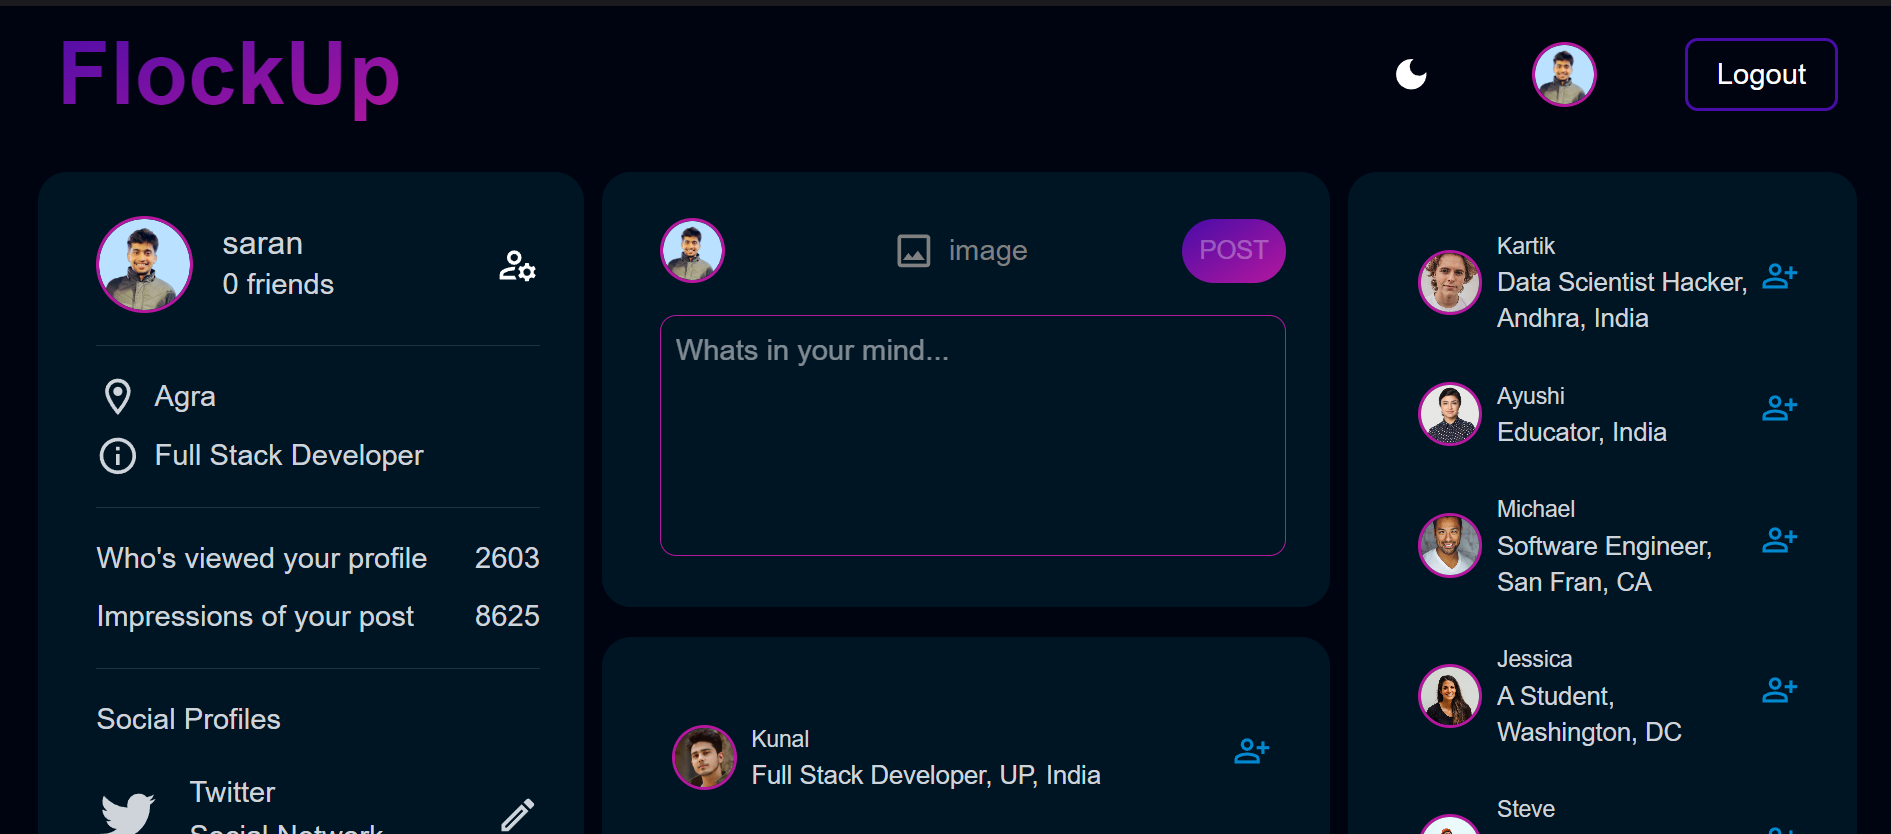 FlockUp
Logout
saran
0 friends
Agra
Full Stack Developer
Who's viewed your profile 2603
Impressions of your post 8625
Social Profiles
Twitter
Social Network
image
POST
Whats in your mind...
Kunal
Full Stack Developer, UP, India
Kartik
Data Scientist Hacker,
Andhra, India
Ayushi
Educator, India
Michael
Software Engineer,
San Fran, CA
Jessica
A Student,
Washington, DC
Steve